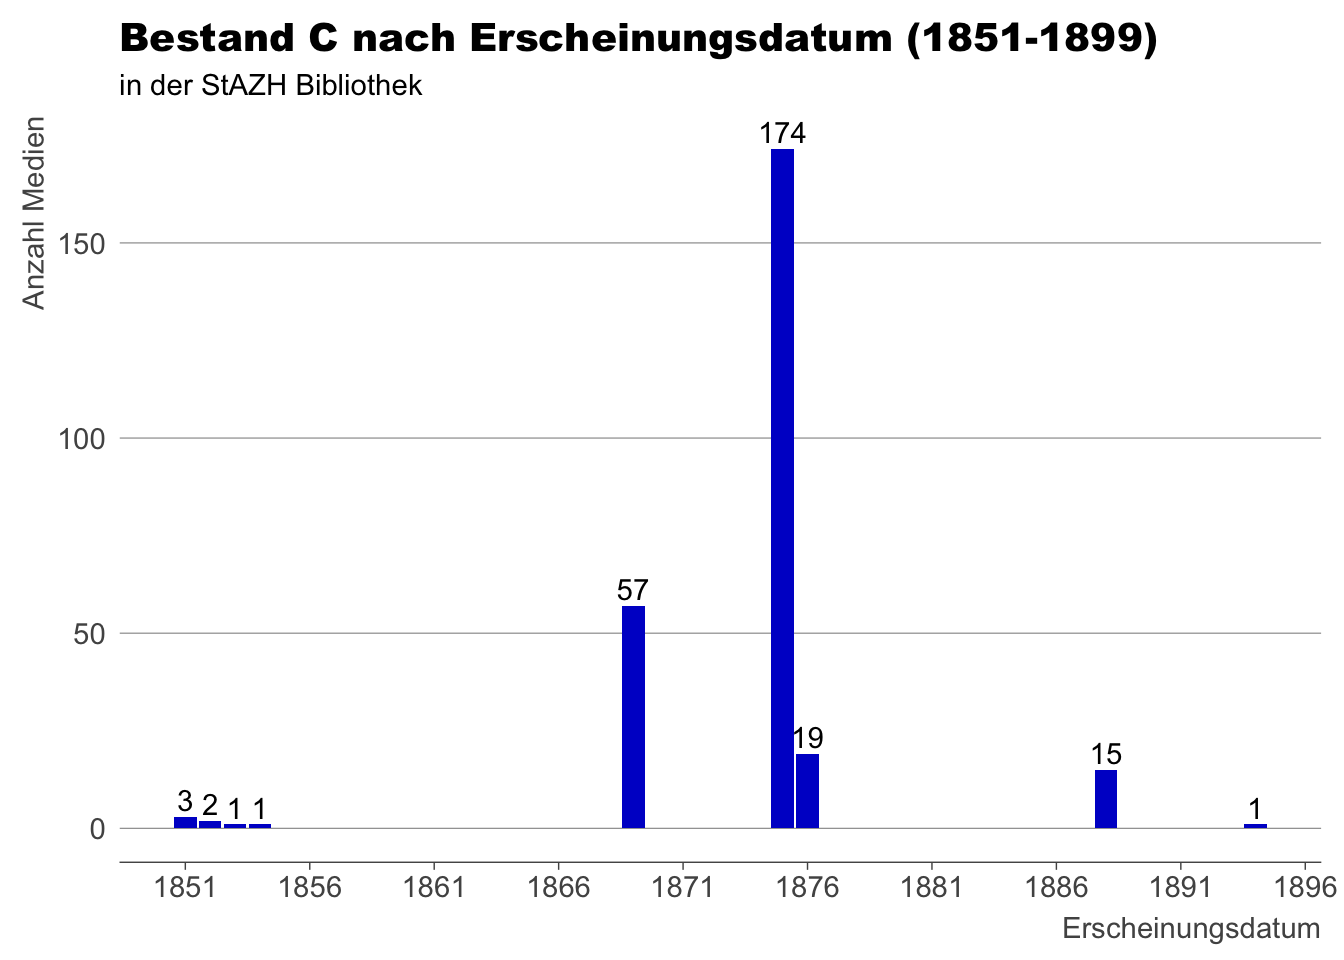 Bestand C nach Erscheinungsdatum (1851-1899)
in der StAZH Bibliothek
Anzahl Medien
174
150
100
57
50
19
15
3 2 1 1
1
0
1851 1856 1861 1866 1871 1876 1881 1886 1891 1896
Erscheinungsdatum